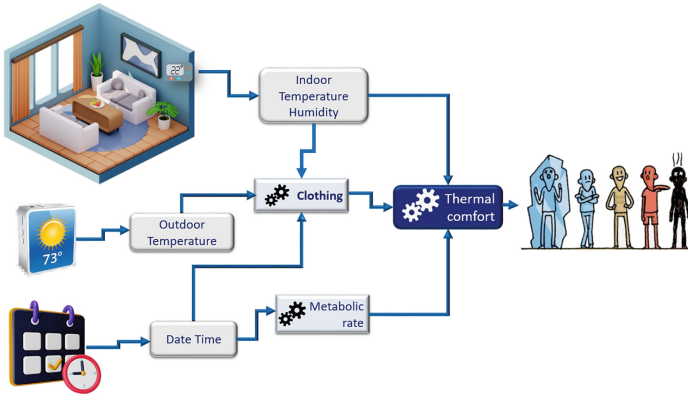 22°
Indoor
Temperature
Humidity
Clothing
Thermal
comfort
Outdoor
Temperature
73°
Metabolic
rate
Date Time